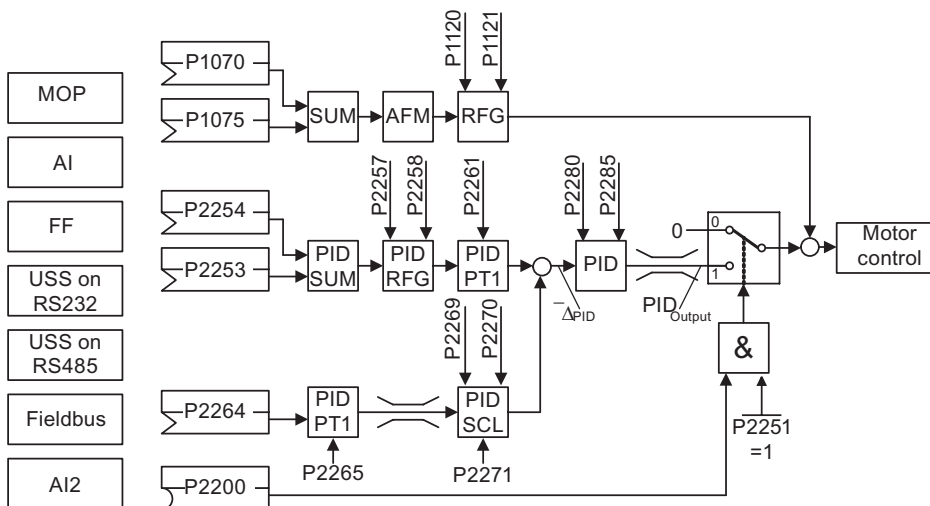 MOP
AI
FF
USS on
RS232
USS on
RS485
Fieldbus
AI2
P1070
P1075
SUM
AFM
P1120
P1121
RFG
P2254
P2253
PID
SUM
P2257
P2258
PID
RFG
P2261
PID
PT1
−
ΔPID
P2280
P2285
PID
PIDOutput
0
0
1
Motor
control
&
P2251
=1
P2264
PID
PT1
P2265
P2269
P2270
PID
SCL
P2271
P2200